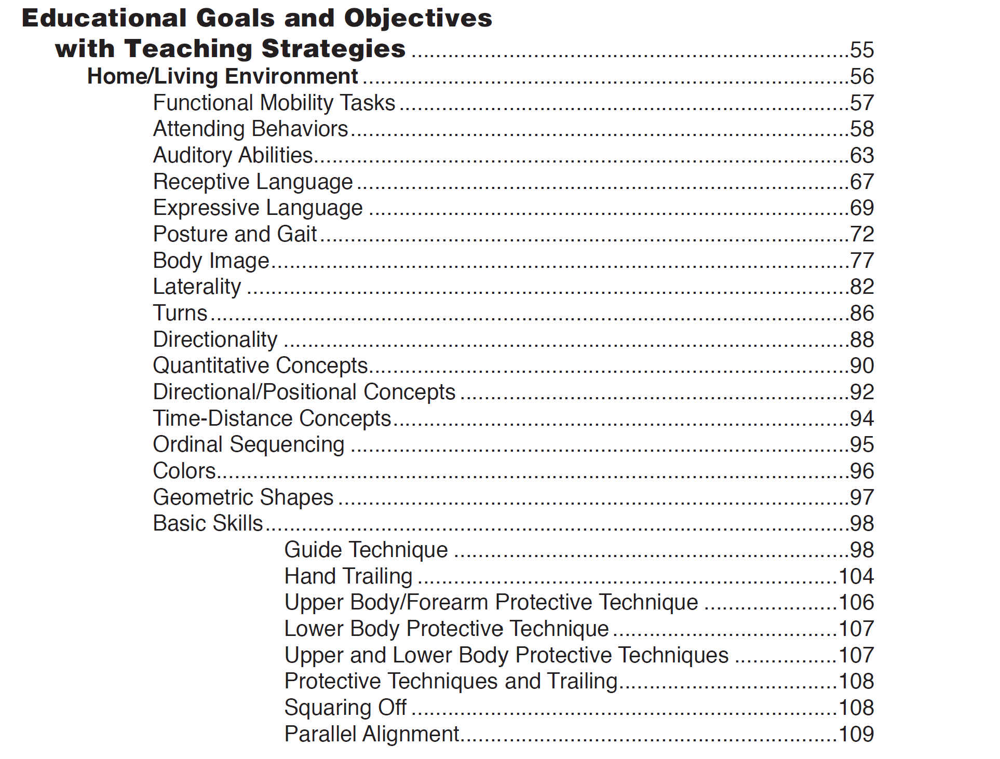 Educational Goals and Objectives
with Teaching Strategies ........................................................................55
Home/Living Environment ................................................................................56
Functional Mobility Tasks ..........................................................................57
Attending Behaviors ..................................................................................58
Auditory Abilities........................................................................................63
Receptive Language .................................................................................67
Expressive Language ...............................................................................69
Posture and Gait .......................................................................................72
Body Image ...............................................................................................77
Laterality ...................................................................................................82
Turns .........................................................................................................86
Directionality .............................................................................................88
Quantitative Concepts...............................................................................90
Directional/Positional Concepts ................................................................92
Time-Distance Concepts ...........................................................................94
Ordinal Sequencing ..................................................................................95
Colors........................................................................................................96
Geometric Shapes ....................................................................................97
Basic Skills ................................................................................................98
Guide Technique .................................................................98
Hand Trailing .....................................................................104
Upper Body/Forearm Protective Technique ......................106
Lower Body Protective Technique .....................................107
Upper and Lower Body Protective Techniques .................107
Protective Techniques and Trailing....................................108
Squaring Off ......................................................................108
Parallel Alignment..............................................................109